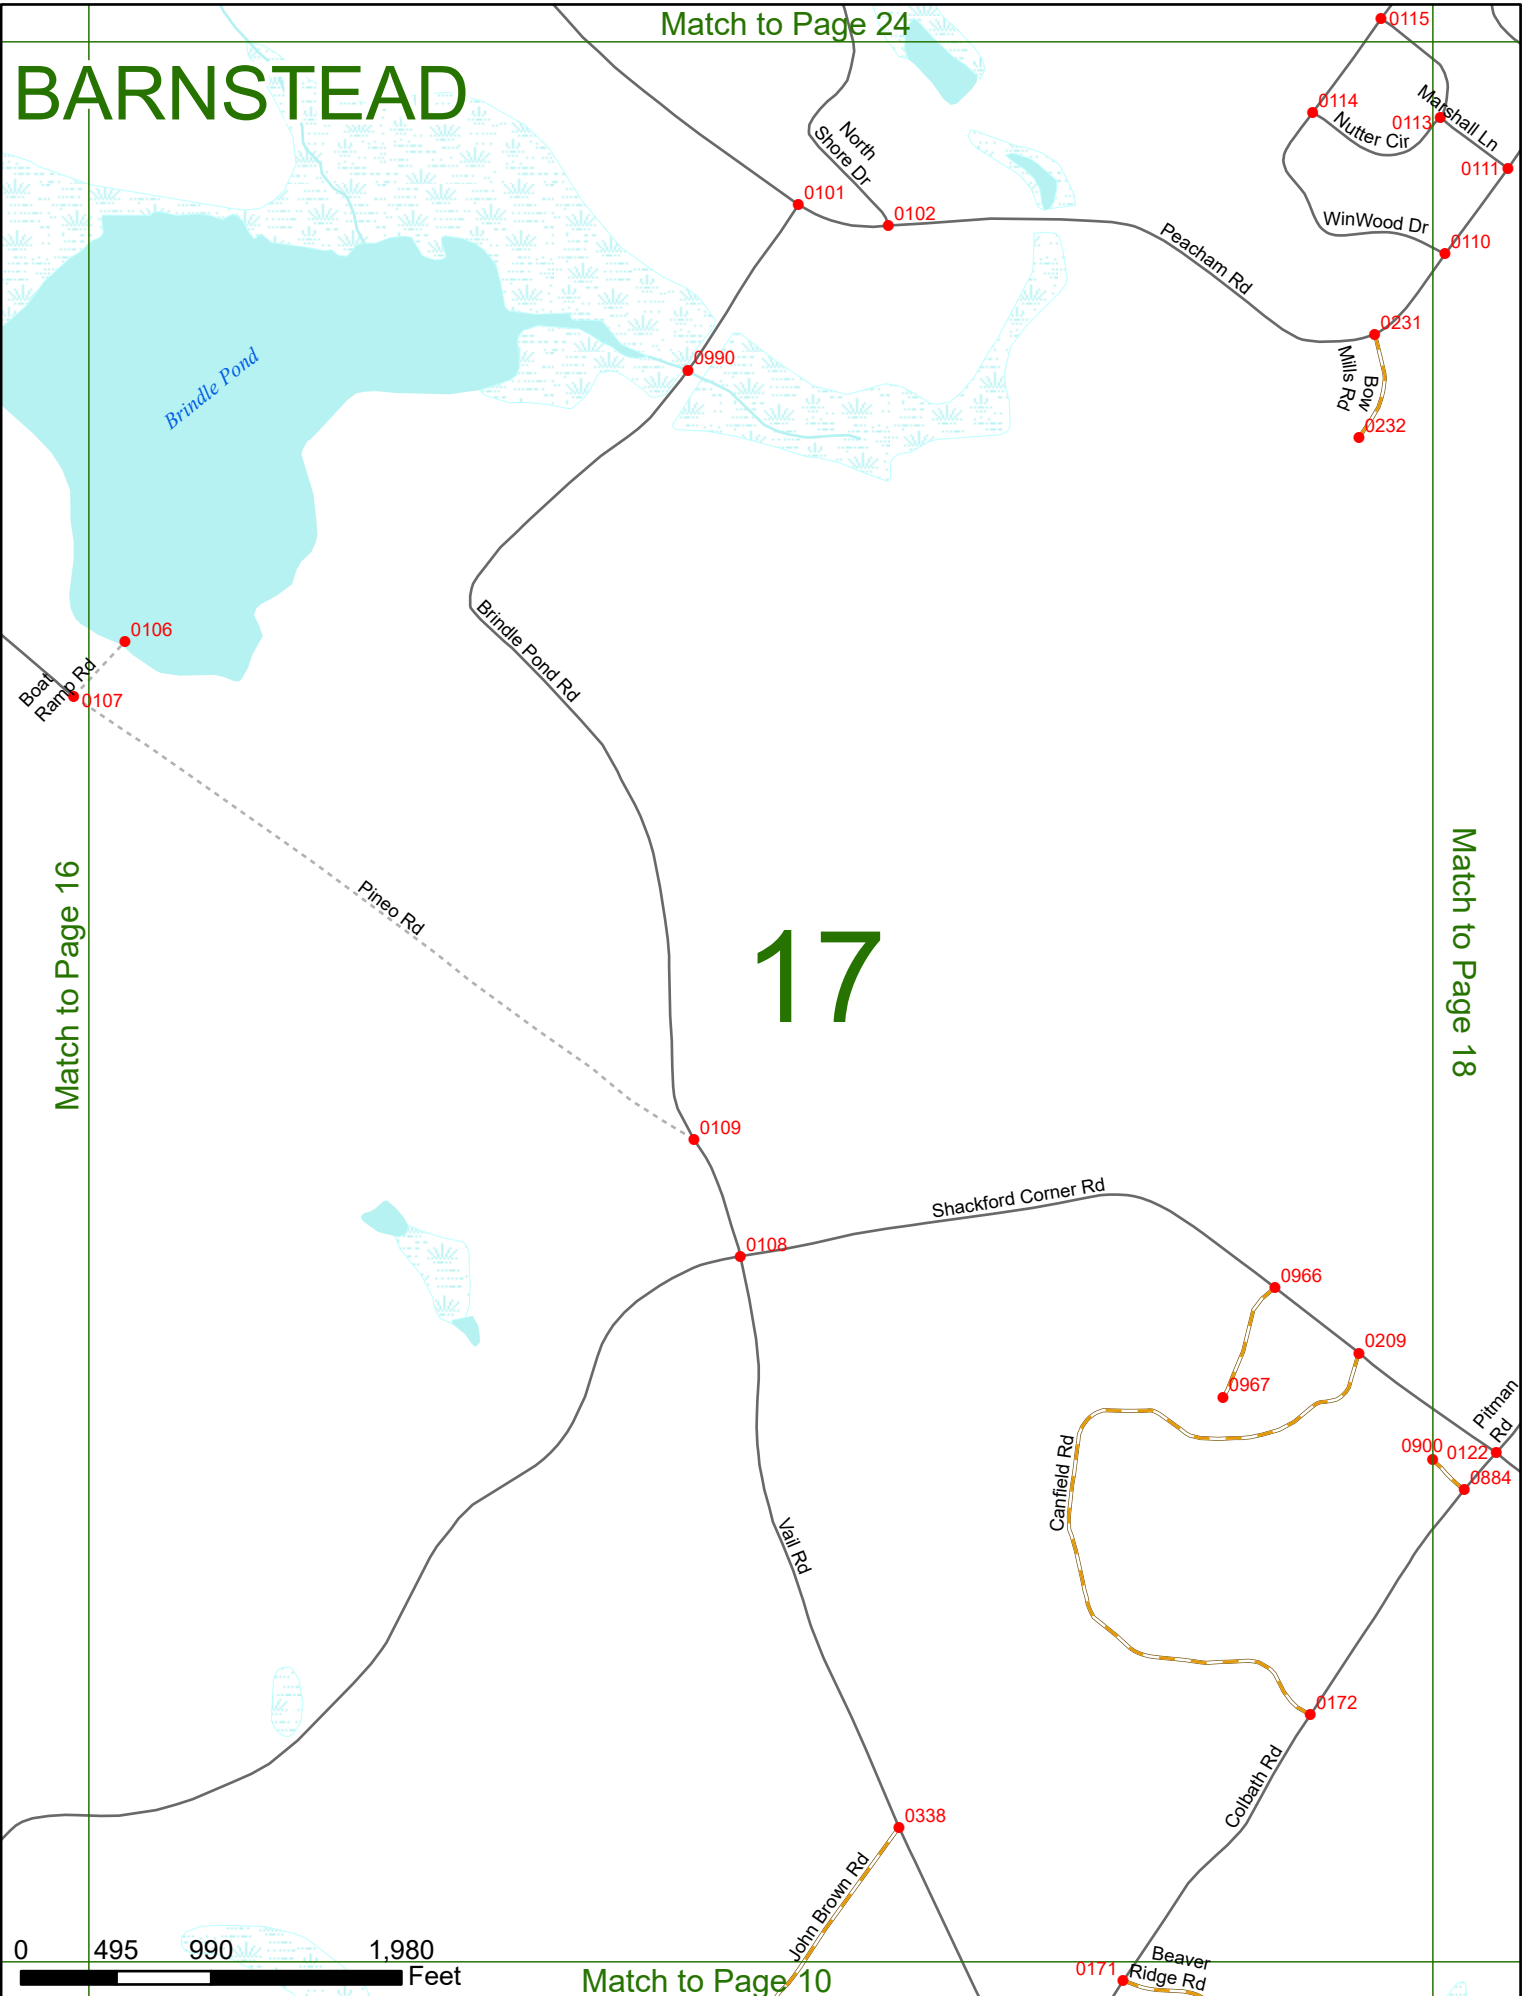 Match to Page 24
0115
BARNSTEAD
0114
Marshall Ln
0113
Nutter Cir
North
Shore Dr
0111
0101
0102
WinWood Dr
Peacham Rd
0110
0231
Brindle Pond
0990
Bow
Mills Rd
0232
Brindle Pond Rd
0106
Boat
Ramp Rd
0107
Match to Page 16
Pineo Rd
17
Match to Page 18
0109
Shackford Corner Rd
0108
0966
0209
0967
Pitman
Rd
0900
0122
0884
Canfield Rd
Vail Rd
0172
Colbath Rd
0338
John Brown Rd
0 495 990 1,980
Feet
Match to Page 10
0171
Beaver
Ridge Rd